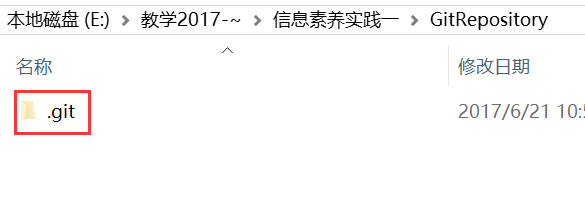 本地磁盘 (E:) > 教学2017-~ > 信息素养实践一 > GitRepository
名称 修改日期
.git 2017/6/21 10:5